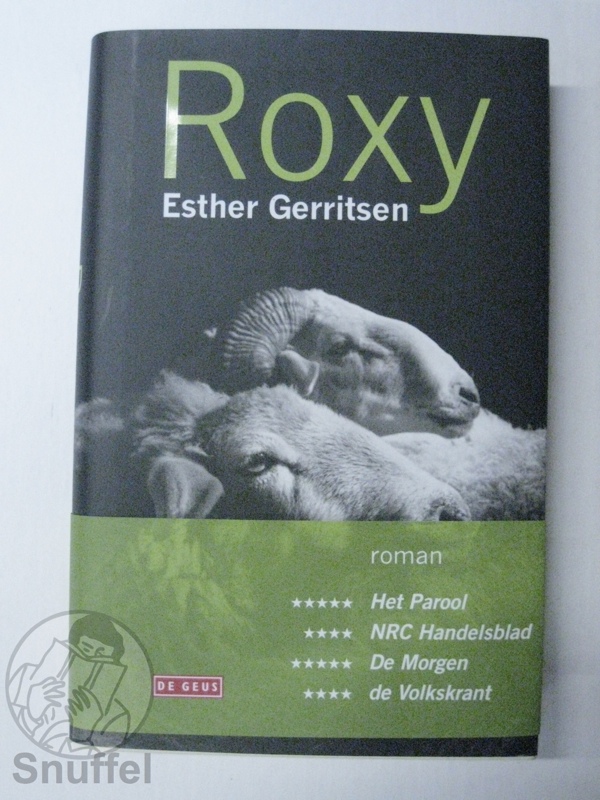 Roxy
Esther Gerritsen
roman
★★★★★ Het Parool
★★★★ NRC Handelsblad
★★★★★ De Morgen
★★★★ de Volkskrant
DE GEUS
Snuffel